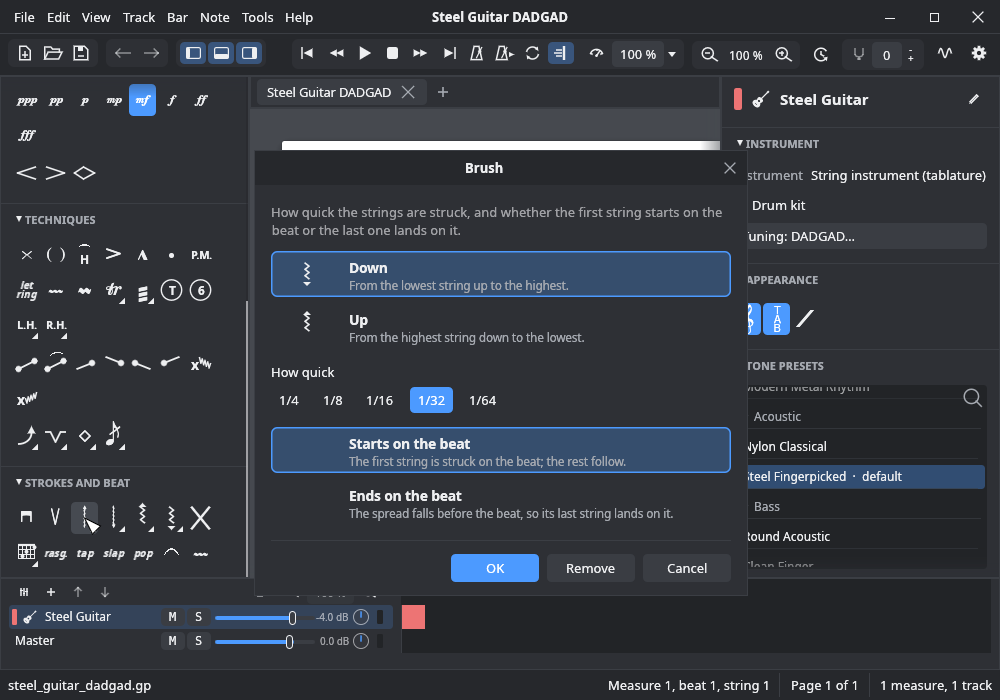 File Edit View Track Bar Note Tools Help
Steel Guitar DADGAD
100 %
100 %
0
ppp pp p mp mf f ff
fff
TECHNIQUES
H
P.M.
let ring
tr
T
6
L.H. R.H.
STROKES AND BEAT
rasg. tap slap pop
Steel Guitar DADGAD
Steel Guitar
INSTRUMENT
strument String instrument (tablature)
Drum kit
uning: DADGAD...
APPEARANCE
TAB
TONE PRESETS
Modern Metal Rhythm
Acoustic
Nylon Classical
Steel Fingerpicked · default
Bass
Round Acoustic
Clean Finger
Brush
How quick the strings are struck, and whether the first string starts on the
beat or the last one lands on it.
Down
From the lowest string up to the highest.
Up
From the highest string down to the lowest.
How quick
1/4 1/8 1/16 1/32 1/64
Starts on the beat
The first string is struck on the beat; the rest follow.
Ends on the beat
The spread falls before the beat, so its last string lands on it.
OK Remove Cancel
Steel Guitar M S -4.0 dB
Master M S 0.0 dB
steel_guitar_dadgad.gp
Measure 1, beat 1, string 1
Page 1 of 1
1 measure, 1 track